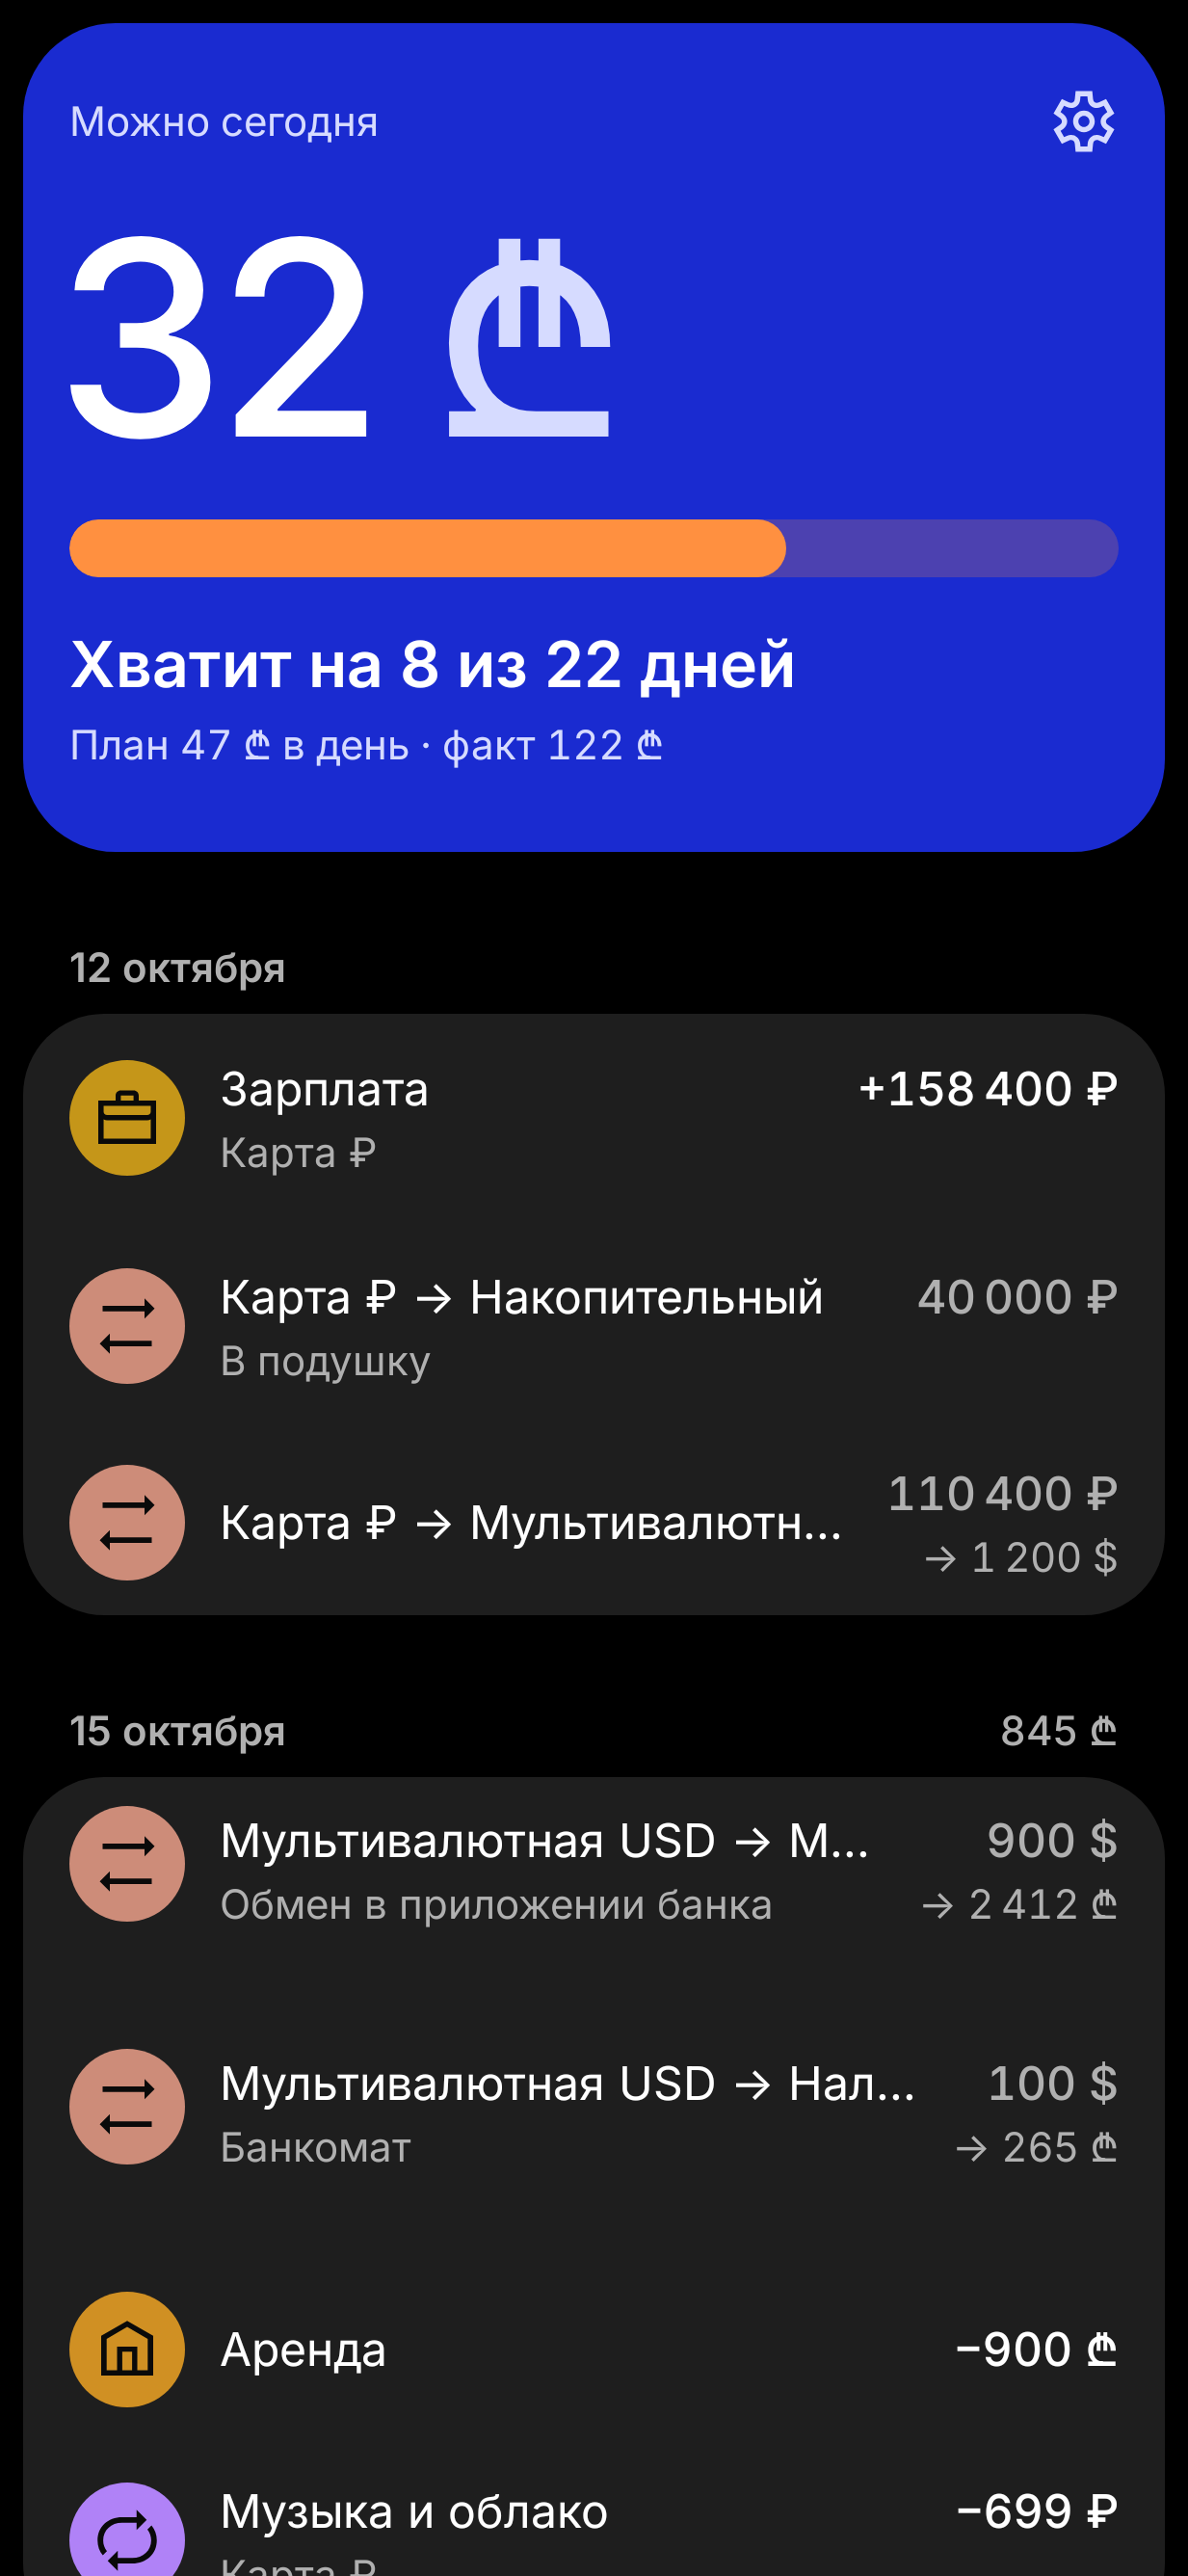 Можно сегодня
32 ₾
Хватит на 8 из 22 дней
План 47 ₾ в день · факт 122 ₾
12 октября
Зарплата +158 400 ₽
Карта ₽
Карта ₽ → Накопительный 40 000 ₽
В подушку
Карта ₽ → Мультивалютн... 110 400 ₽
→ 1 200 $
15 октября 845 ₾
Мультивалютная USD → М... 900 $
Обмен в приложении банка → 2 412 ₾
Мультивалютная USD → Нал... 100 $
Банкомат → 265 ₾
Аренда −900 ₾
Музыка и облако −699 ₽
Карта ₽